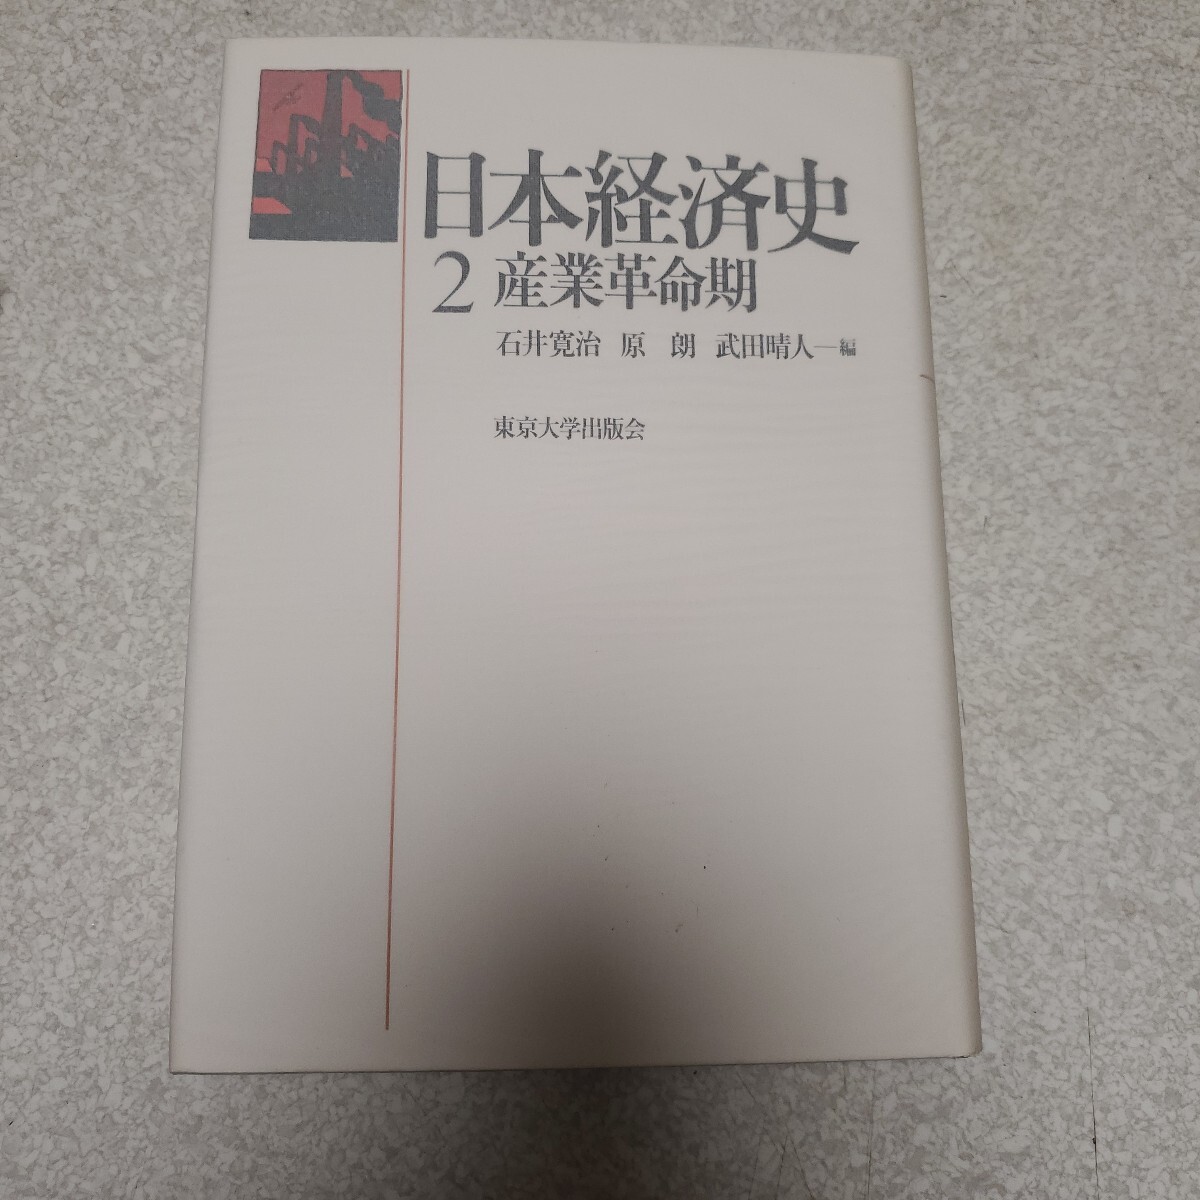 日本経済史
2 産業革命期
石井寛治 原 朗 武田晴人―編
東京大学出版会